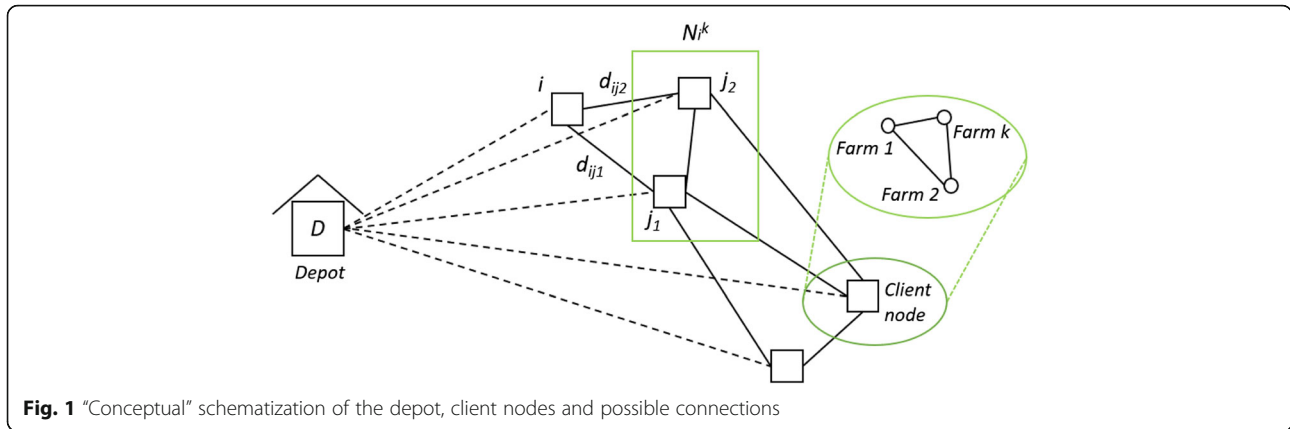 N_i^k
i
d_ij2
j_2
d_ij1
j_1
Farm 1
Farm k
Farm 2
D
Depot
Client
node
Fig. 1 “Conceptual” schematization of the depot, client nodes and possible connections